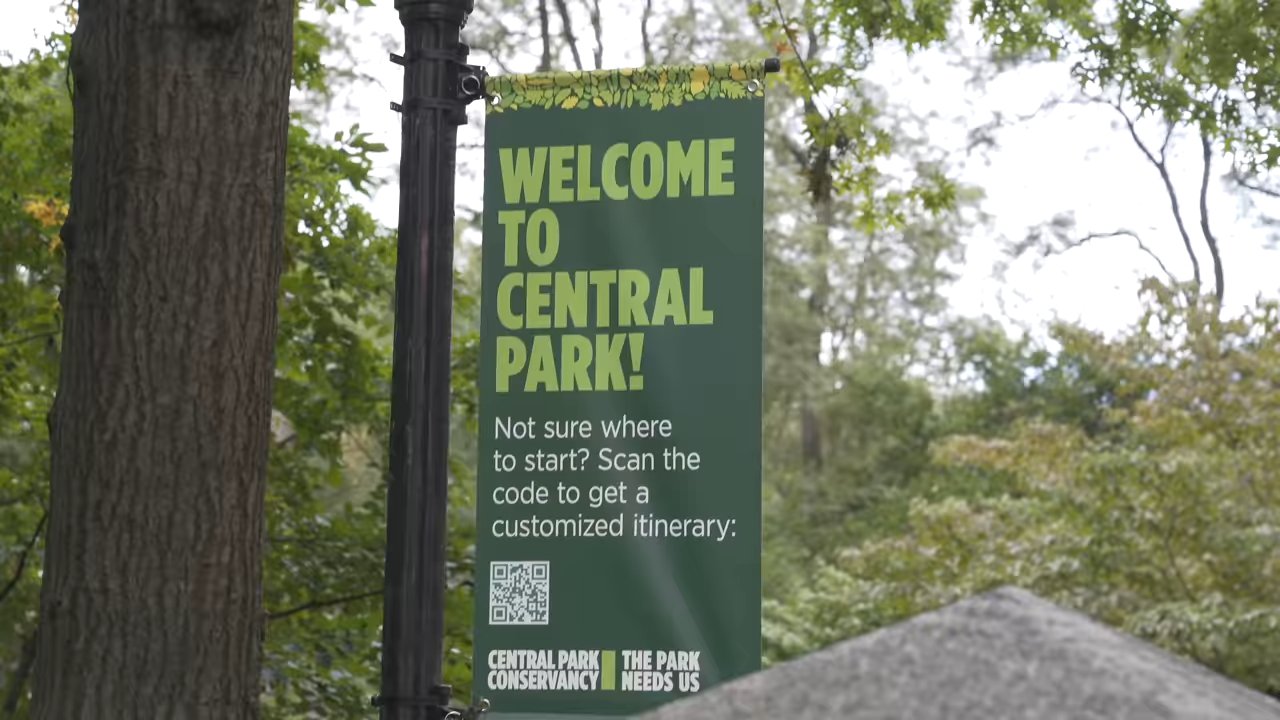 WELCOME
TO
CENTRAL
PARK!
Not sure where
to start? Scan the
code to get a
customized itinerary:
CENTRAL PARK THE PARK
CONSERVANCY NEEDS US